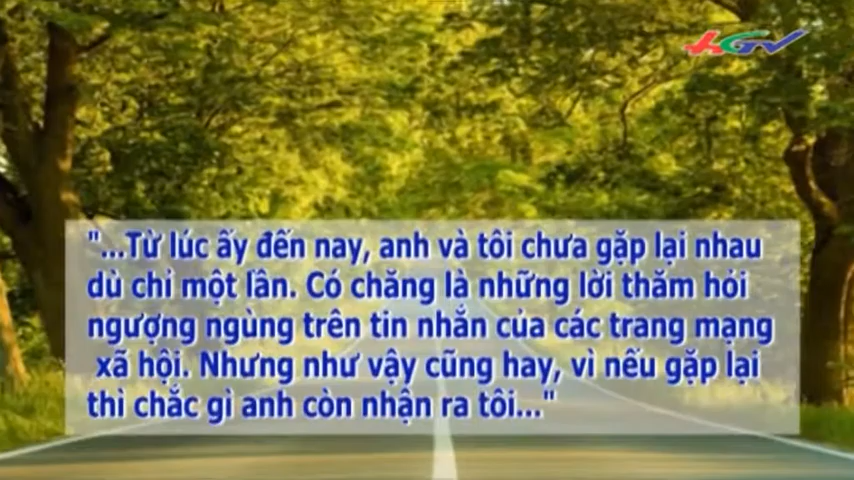 HGTV
"...Từ lúc ấy đến nay, anh và tôi chưa gặp lại nhau
dù chỉ một lần. Có chăng là những lời thăm hỏi
ngượng ngùng trên tin nhắn của các trang mạng
xã hội. Nhưng như vậy cũng hay, vì nếu gặp lại
thì chắc gì anh còn nhận ra tôi..."